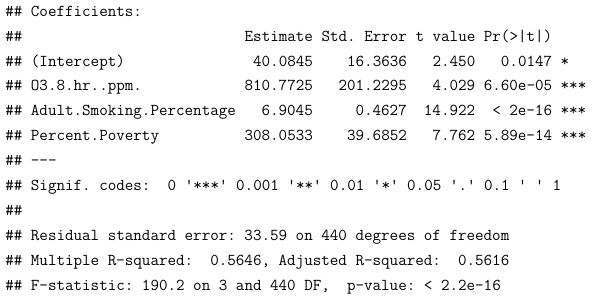 ## Coefficients:
##                          Estimate Std. Error t value Pr(>|t|)
## (Intercept)               40.0845    16.3636   2.450   0.0147 *
## O3.8.hr..ppm.            810.7725   201.2295   4.029 6.60e-05 ***
## Adult.Smoking.Percentage   6.9045     0.4627  14.922  < 2e-16 ***
## Percent.Poverty          308.0533    39.6852   7.762 5.89e-14 ***
## ---
## Signif. codes:  0 '***' 0.001 '**' 0.01 '*' 0.05 '.' 0.1 ' ' 1
##
## Residual standard error: 33.59 on 440 degrees of freedom
## Multiple R-squared:  0.5646, Adjusted R-squared:  0.5616
## F-statistic: 190.2 on 3 and 440 DF,  p-value: < 2.2e-16